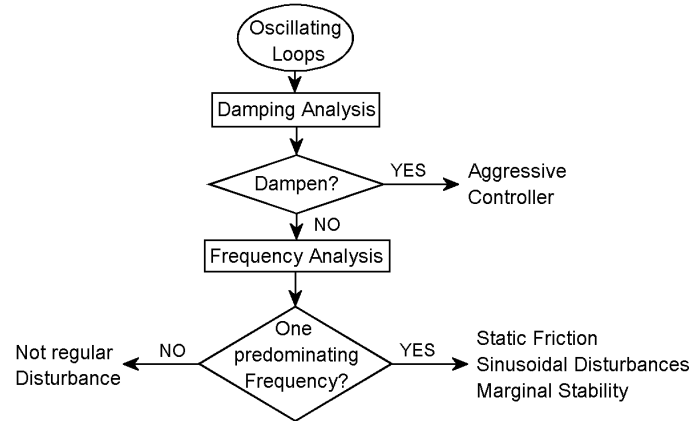 Oscillating
Loops
Damping Analysis
Dampen?
YES
Aggressive
Controller
NO
Frequency Analysis
One
predominating
Frequency?
NO
Not regular
Disturbance
YES
Static Friction
Sinusoidal Disturbances
Marginal Stability